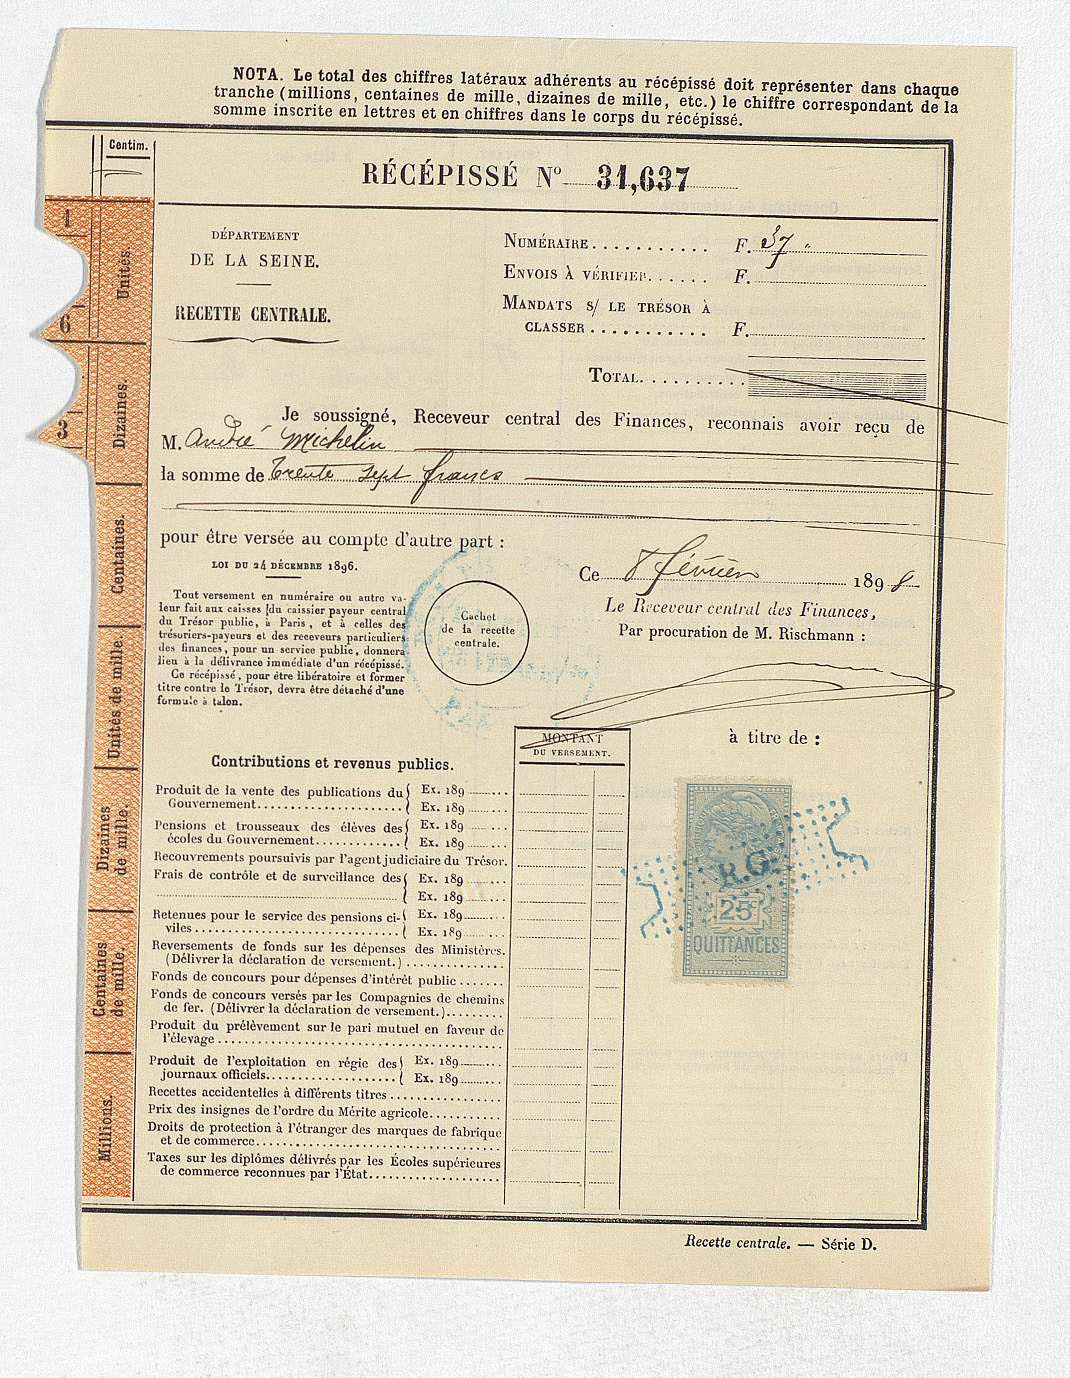 NOTA. Le total des chiffres latéraux adhérents au récépissé doit représenter dans chaque
tranche (millions, centaines de mille, dizaines de mille, etc.) le chiffre correspondant de la
somme inscrite en lettres et en chiffres dans le corps du récépissé.
Centim.
RÉCÉPISSÉ N° 31,637
DÉPARTEMENT
DE LA SEINE.
RECETTE CENTRALE.
NUMÉRAIRE........... F. 37 "
ENVOIS À VÉRIFIER...... F.
MANDATS S/ LE TRÉSOR À
CLASSER........... F.
TOTAL..........
1
Unités.
6
Dizaines.
3
Centaines.
Unités de mille.
Dizaines
de mille.
Centaines
de mille.
Millions.
Je soussigné, Receveur central des Finances, reconnais avoir reçu de
M. André Michelin
la somme de Trente sept francs
pour être versée au compte d'autre part :
LOI DU 24 DÉCEMBRE 1896.
Tout versement en numéraire ou autre va-
leur fait aux caisses [du caissier payeur central
du Trésor public, à Paris, et à celles des
trésoriers-payeurs et des receveurs particuliers
des finances, pour un service public, donnera
lieu à la délivrance immédiate d'un récépissé.
Ce récépissé, pour être libératoire et former
titre contre le Trésor, devra être détaché d'une
formule à talon.
Cachet
de la recette
centrale.
Ce 8 février 1898
Le Receveur central des Finances,
Par procuration de M. Rischmann :
MONTANT
DU VERSEMENT.
à titre de :
Contributions et revenus publics.
Produit de la vente des publications du { Ex. 189
Gouvernement..................... { Ex. 189
Pensions et trousseaux des élèves des { Ex. 189
écoles du Gouvernement............ { Ex. 189
Recouvrements poursuivis par l'agent judiciaire du Trésor.
Frais de contrôle et de surveillance des { Ex. 189
{ Ex. 189
Retenues pour le service des pensions ci- { Ex. 189
viles............................. { Ex. 189
Reversements de fonds sur les dépenses des Ministères.
(Délivrer la déclaration de versement.)..............
Fonds de concours pour dépenses d'intérêt public......
Fonds de concours versés par les Compagnies de chemins
de fer. (Délivrer la déclaration de versement.)........
Produit du prélèvement sur le pari mutuel en faveur de
l'élevage........................................
Produit de l'exploitation en régie des { Ex. 189
journaux officiels.................. { Ex. 189
Recettes accidentelles à différents titres................
Prix des insignes de l'ordre du Mérite agricole..........
Droits de protection à l'étranger des marques de fabrique
et de commerce..................................
Taxes sur les diplômes délivrés par les Écoles supérieures
de commerce reconnues par l'État..................
R.G.
25c
QUITTANCES
Recette centrale. — Série D.